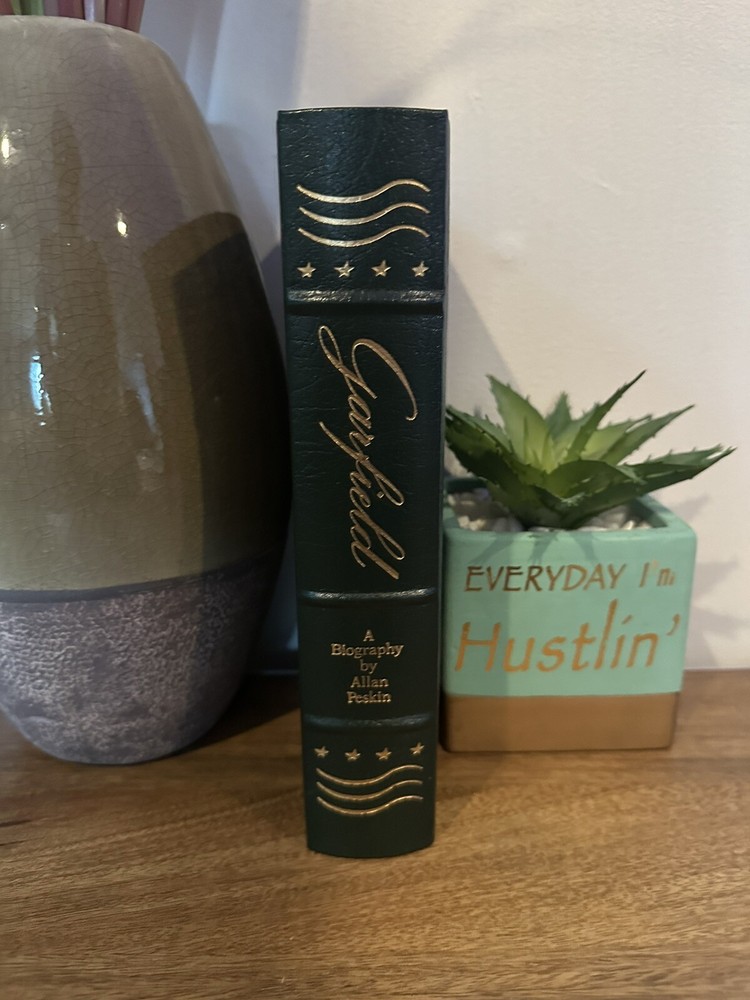 Garfield
A
Biography
by
Allan
Peskin
EVERYDAY I'm
Hustlin'